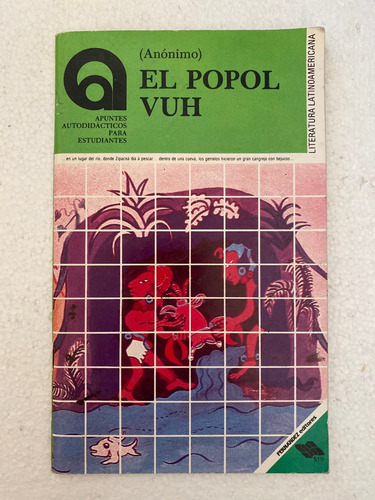 (Anónimo)
EL POPOL
VUH
APUNTES
AUTODIDACTICOS
PARA
ESTUDIANTES
LITERATURA LATINOAMERICANA
en un lugar del río, donde Zipacná iba a pescar... dentro de una cueva, los gemelos hicieron un gran cangrejo con bejucos...
FERNANDEZ editores